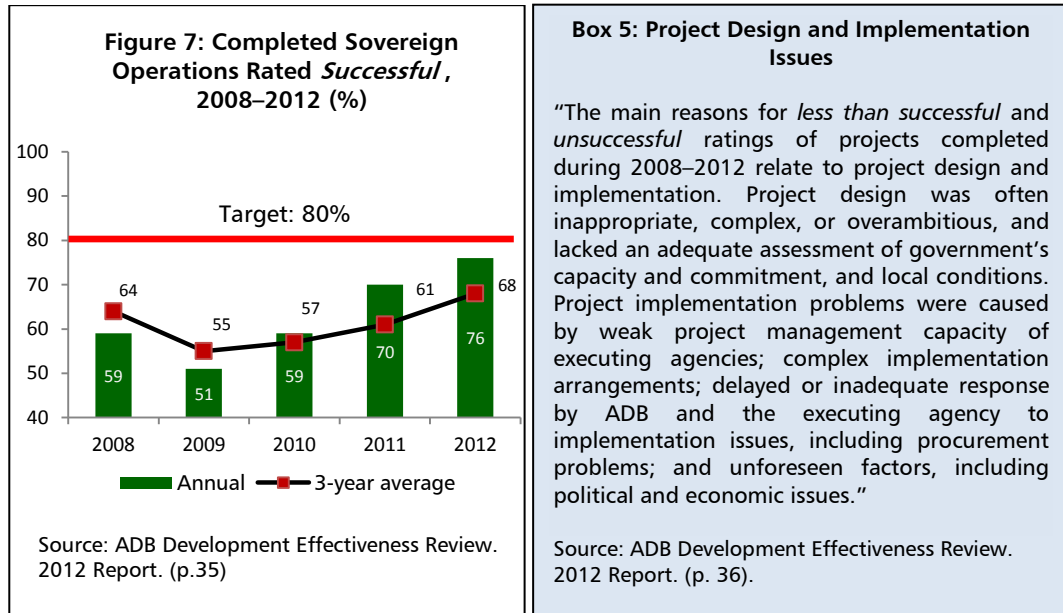 Figure 7: Completed Sovereign
Operations Rated Successful ,
2008–2012 (%)
100
90
80
70
60
50
40
Target: 80%
64
55
57
61
68
59
51
59
70
76
2008
2009
2010
2011
2012
Annual
3-year average
Source: ADB Development Effectiveness Review.
2012 Report. (p.35)
Box 5: Project Design and Implementation
Issues
“The main reasons for less than successful and
unsuccessful ratings of projects completed
during 2008–2012 relate to project design and
implementation. Project design was often
inappropriate, complex, or overambitious, and
lacked an adequate assessment of government’s
capacity and commitment, and local conditions.
Project implementation problems were caused
by weak project management capacity of
executing agencies; complex implementation
arrangements; delayed or inadequate response
by ADB and the executing agency to
implementation issues, including procurement
problems; and unforeseen factors, including
political and economic issues.”
Source: ADB Development Effectiveness Review.
2012 Report. (p. 36).